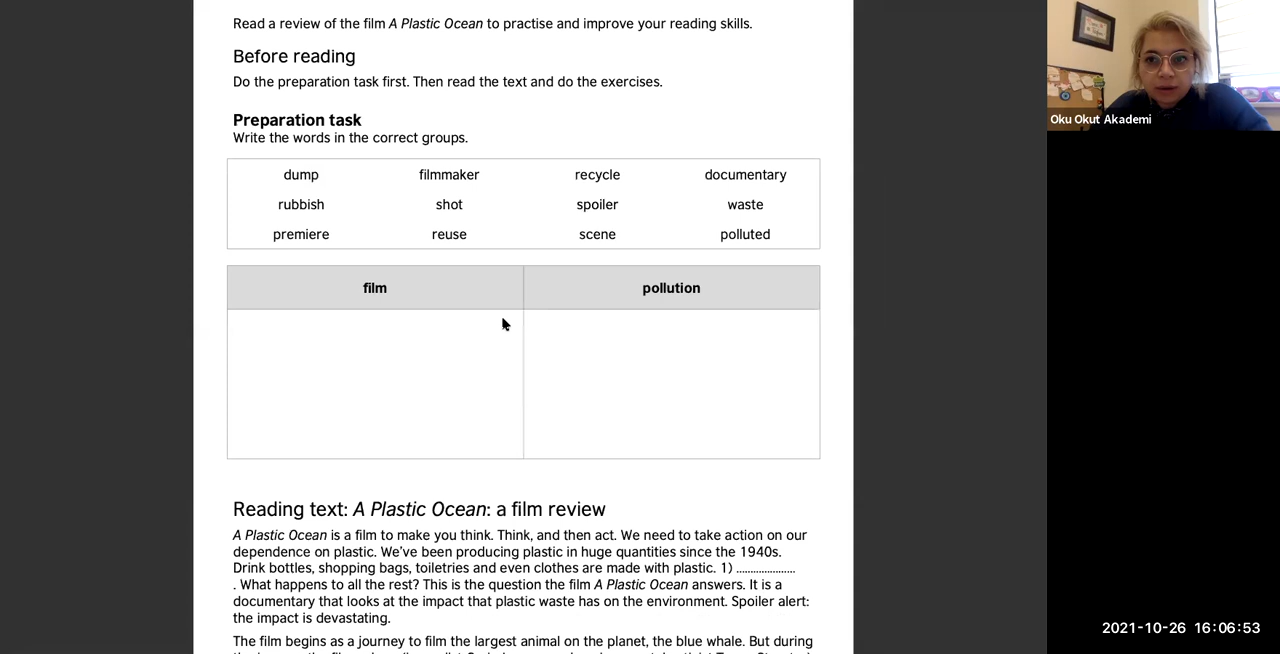 Read a review of the film A Plastic Ocean to practise and improve your reading skills.
Before reading
Do the preparation task first. Then read the text and do the exercises.
Preparation task
Write the words in the correct groups.
dump filmmaker recycle documentary
rubbish shot spoiler waste
premiere reuse scene polluted
film pollution
Reading text: A Plastic Ocean: a film review
A Plastic Ocean is a film to make you think. Think, and then act. We need to take action on our
dependence on plastic. We've been producing plastic in huge quantities since the 1940s.
Drink bottles, shopping bags, toiletries and even clothes are made with plastic. 1) .....................
. What happens to all the rest? This is the question the film A Plastic Ocean answers. It is a
documentary that looks at the impact that plastic waste has on the environment. Spoiler alert:
the impact is devastating.
The film begins as a journey to film the largest animal on the planet, the blue whale. But during
Oku Okut Akademi
2021-10-26 16:06:53